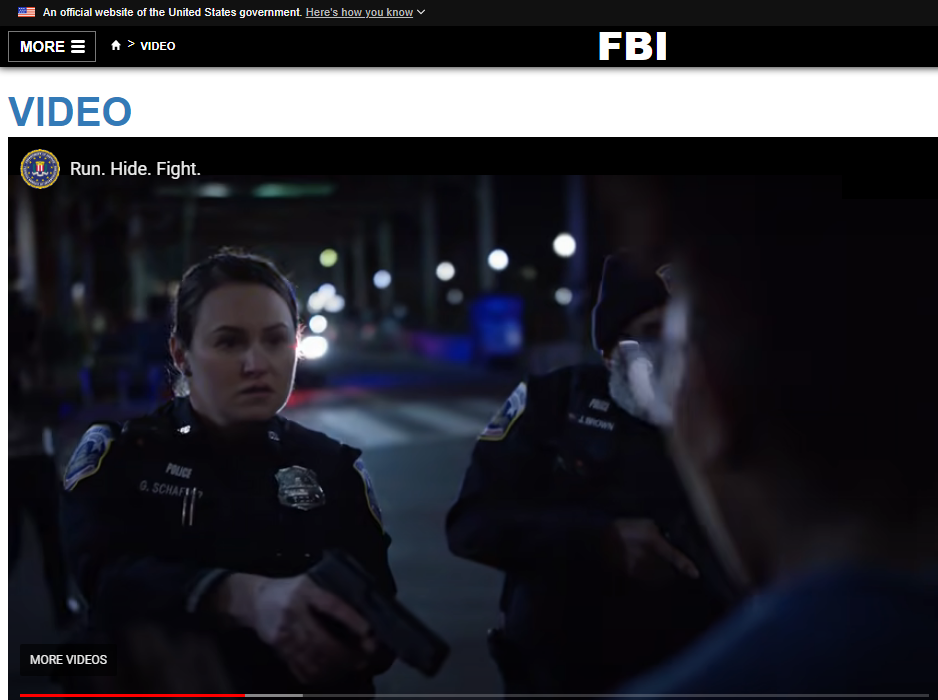 An official website of the United States government. Here's how you know
MORE
> VIDEO
FBI
VIDEO
Run. Hide. Fight.
POLICE
J.BROWN
POLICE
G.
MORE VIDEOS